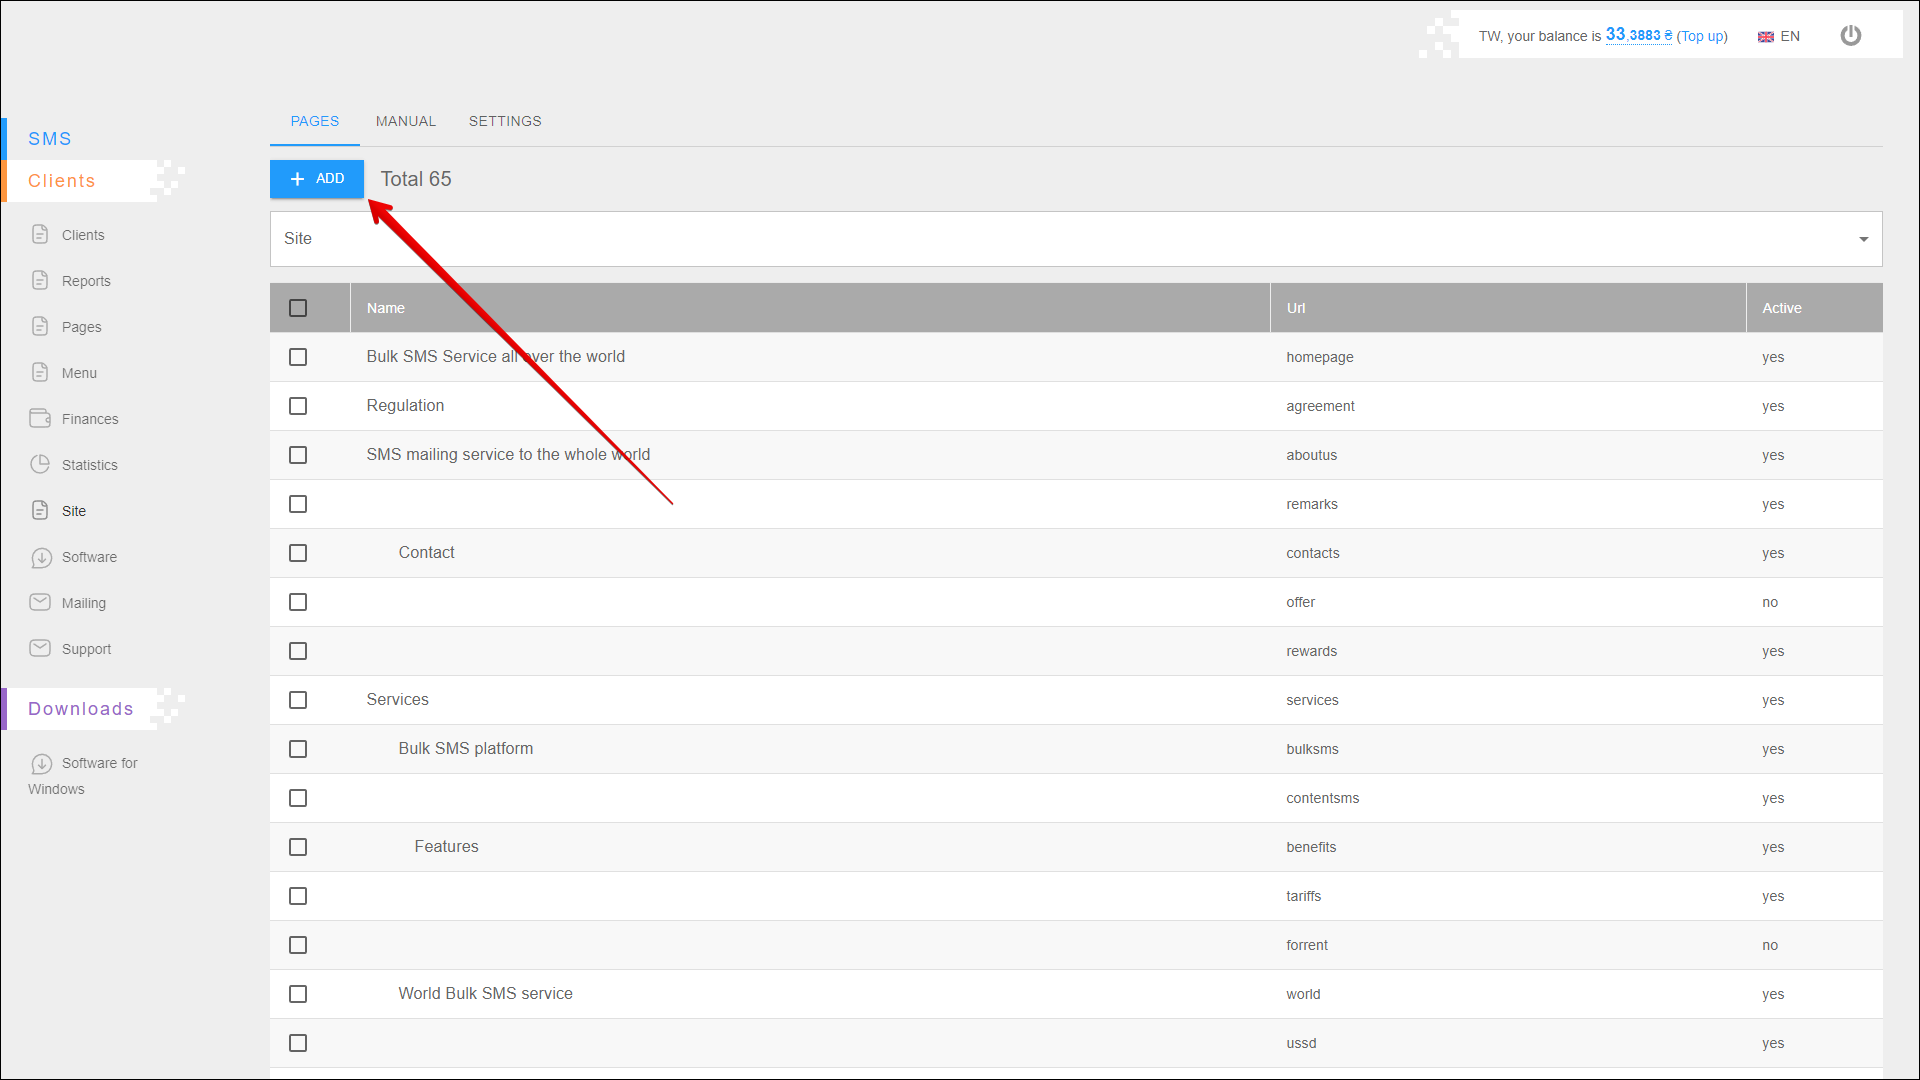 TW, your balance is 33,3883 ₴ (Top up) EN
SMS
Clients
Clients
Reports
Pages
Menu
Finances
Statistics
Site
Software
Mailing
Support
Downloads
Software for
Windows
PAGES MANUAL SETTINGS
+ ADD Total 65
Site
Name Url Active
Bulk SMS Service all over the world homepage yes
Regulation agreement yes
SMS mailing service to the whole world aboutus yes
remarks yes
Contact contacts yes
offer no
rewards yes
Services services yes
Bulk SMS platform bulksms yes
contentsms yes
Features benefits yes
tariffs yes
forrent no
World Bulk SMS service world yes
ussd yes